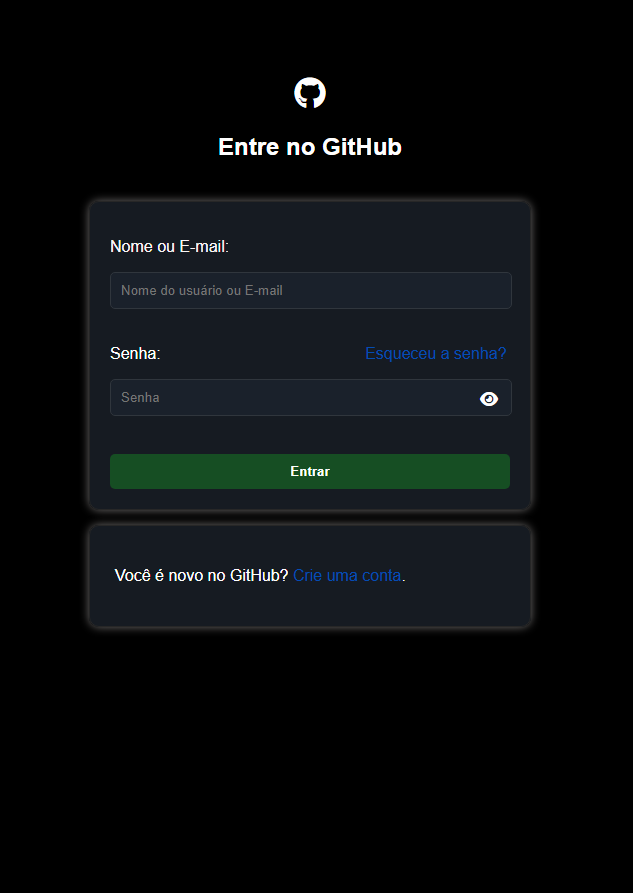 Entre no GitHub
Nome ou E-mail:
Nome do usuário ou E-mail
Senha: Esqueceu a senha?
Senha
Entrar
Você é novo no GitHub? Crie uma conta.